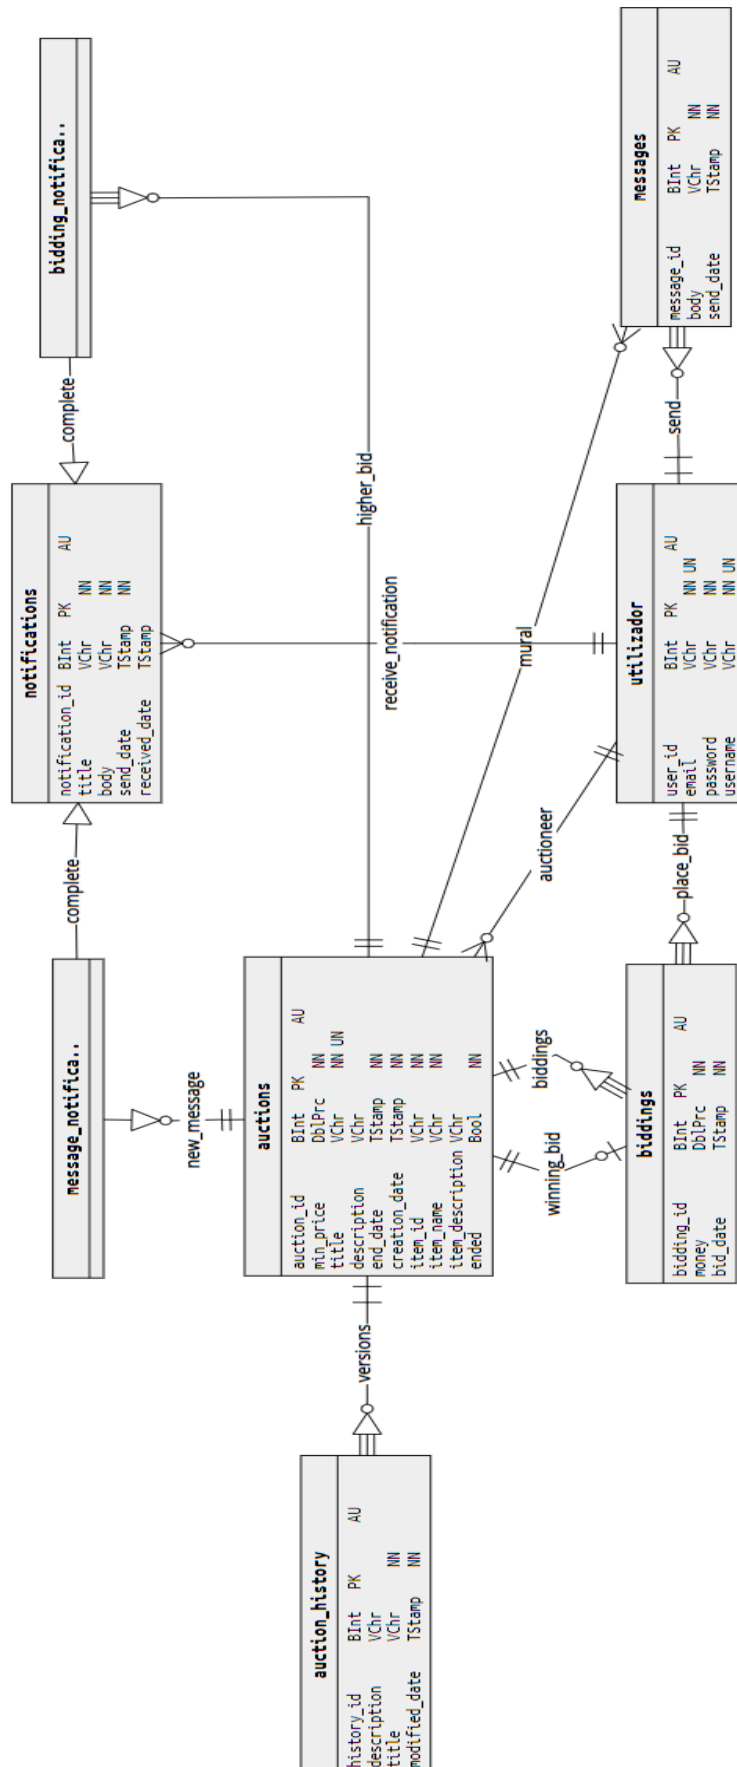 bidding_notifica..
complete
notifications
notification_id BInt PK AU
title VChr NN
body VChr NN
send_date TStamp NN
received_date TStamp
complete
message_notifica..
new_message
higher_bid
receive_notification
mural
auctioneer
messages
message_id BInt PK AU
body VChr NN
send_date TStamp NN
send
utilizador
user_id BInt PK AU
email VChr NN UN
password VChr NN
username VChr NN UN
place_bid
auctions
auction_id BInt PK AU
min_price DblPrc NN
title VChr NN UN
description VChr
end_date TStamp NN
creation_date TStamp NN
item_id VChr NN
item_name VChr NN
item_description VChr
ended Bool NN
biddings
winning_bid
biddings
bidding_id BInt PK AU
money DblPrc NN
bid_date TStamp NN
versions
auction_history
history_id BInt PK AU
description VChr
title VChr NN
modified_date TStamp NN